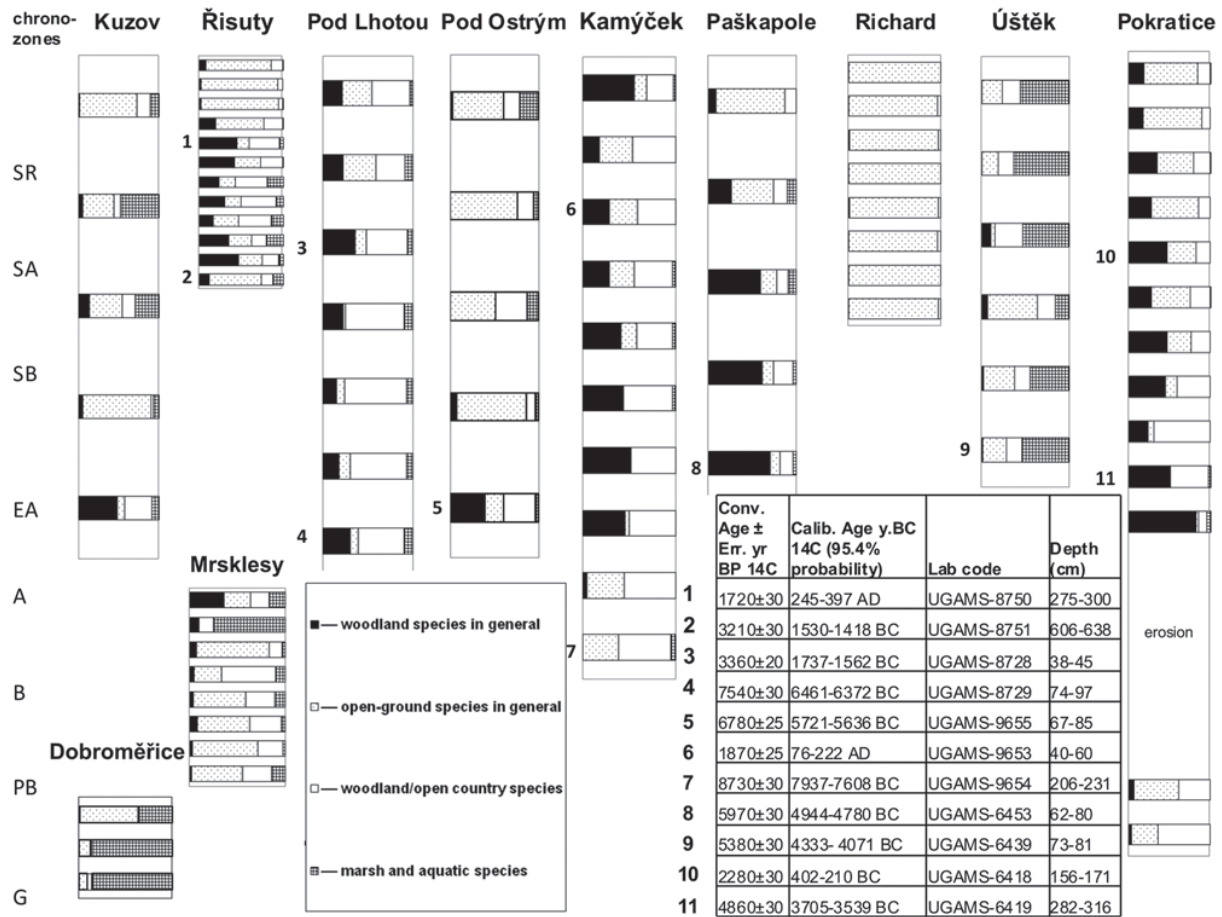 chrono-
zones
Kuzov
Řisuty
Pod Lhotou
Pod Ostrým
Kamýček
Paškapole
Richard
Úštěk
Pokratice
SR
SA
SB
EA
A
B
PB
G
1
2
3
4
5
6
7
8
9
10
11
Mrsklesy
Dobroměřice
erosion
— woodland species in general
— open-ground species in general
— woodland/open country species
— marsh and aquatic species
Conv. Age ± Err. yr BP 14C | Calib. Age y.BC 14C (95.4% probability) | Lab code | Depth (cm)
1 1720±30 245-397 AD UGAMS-8750 275-300
2 3210±30 1530-1418 BC UGAMS-8751 606-638
3 3360±20 1737-1562 BC UGAMS-8728 38-45
4 7540±30 6461-6372 BC UGAMS-8729 74-97
5 6780±25 5721-5636 BC UGAMS-9655 67-85
6 1870±25 76-222 AD UGAMS-9653 40-60
7 8730±30 7937-7608 BC UGAMS-9654 206-231
8 5970±30 4944-4780 BC UGAMS-6453 62-80
9 5380±30 4333- 4071 BC UGAMS-6439 73-81
10 2280±30 402-210 BC UGAMS-6418 156-171
11 4860±30 3705-3539 BC UGAMS-6419 282-316